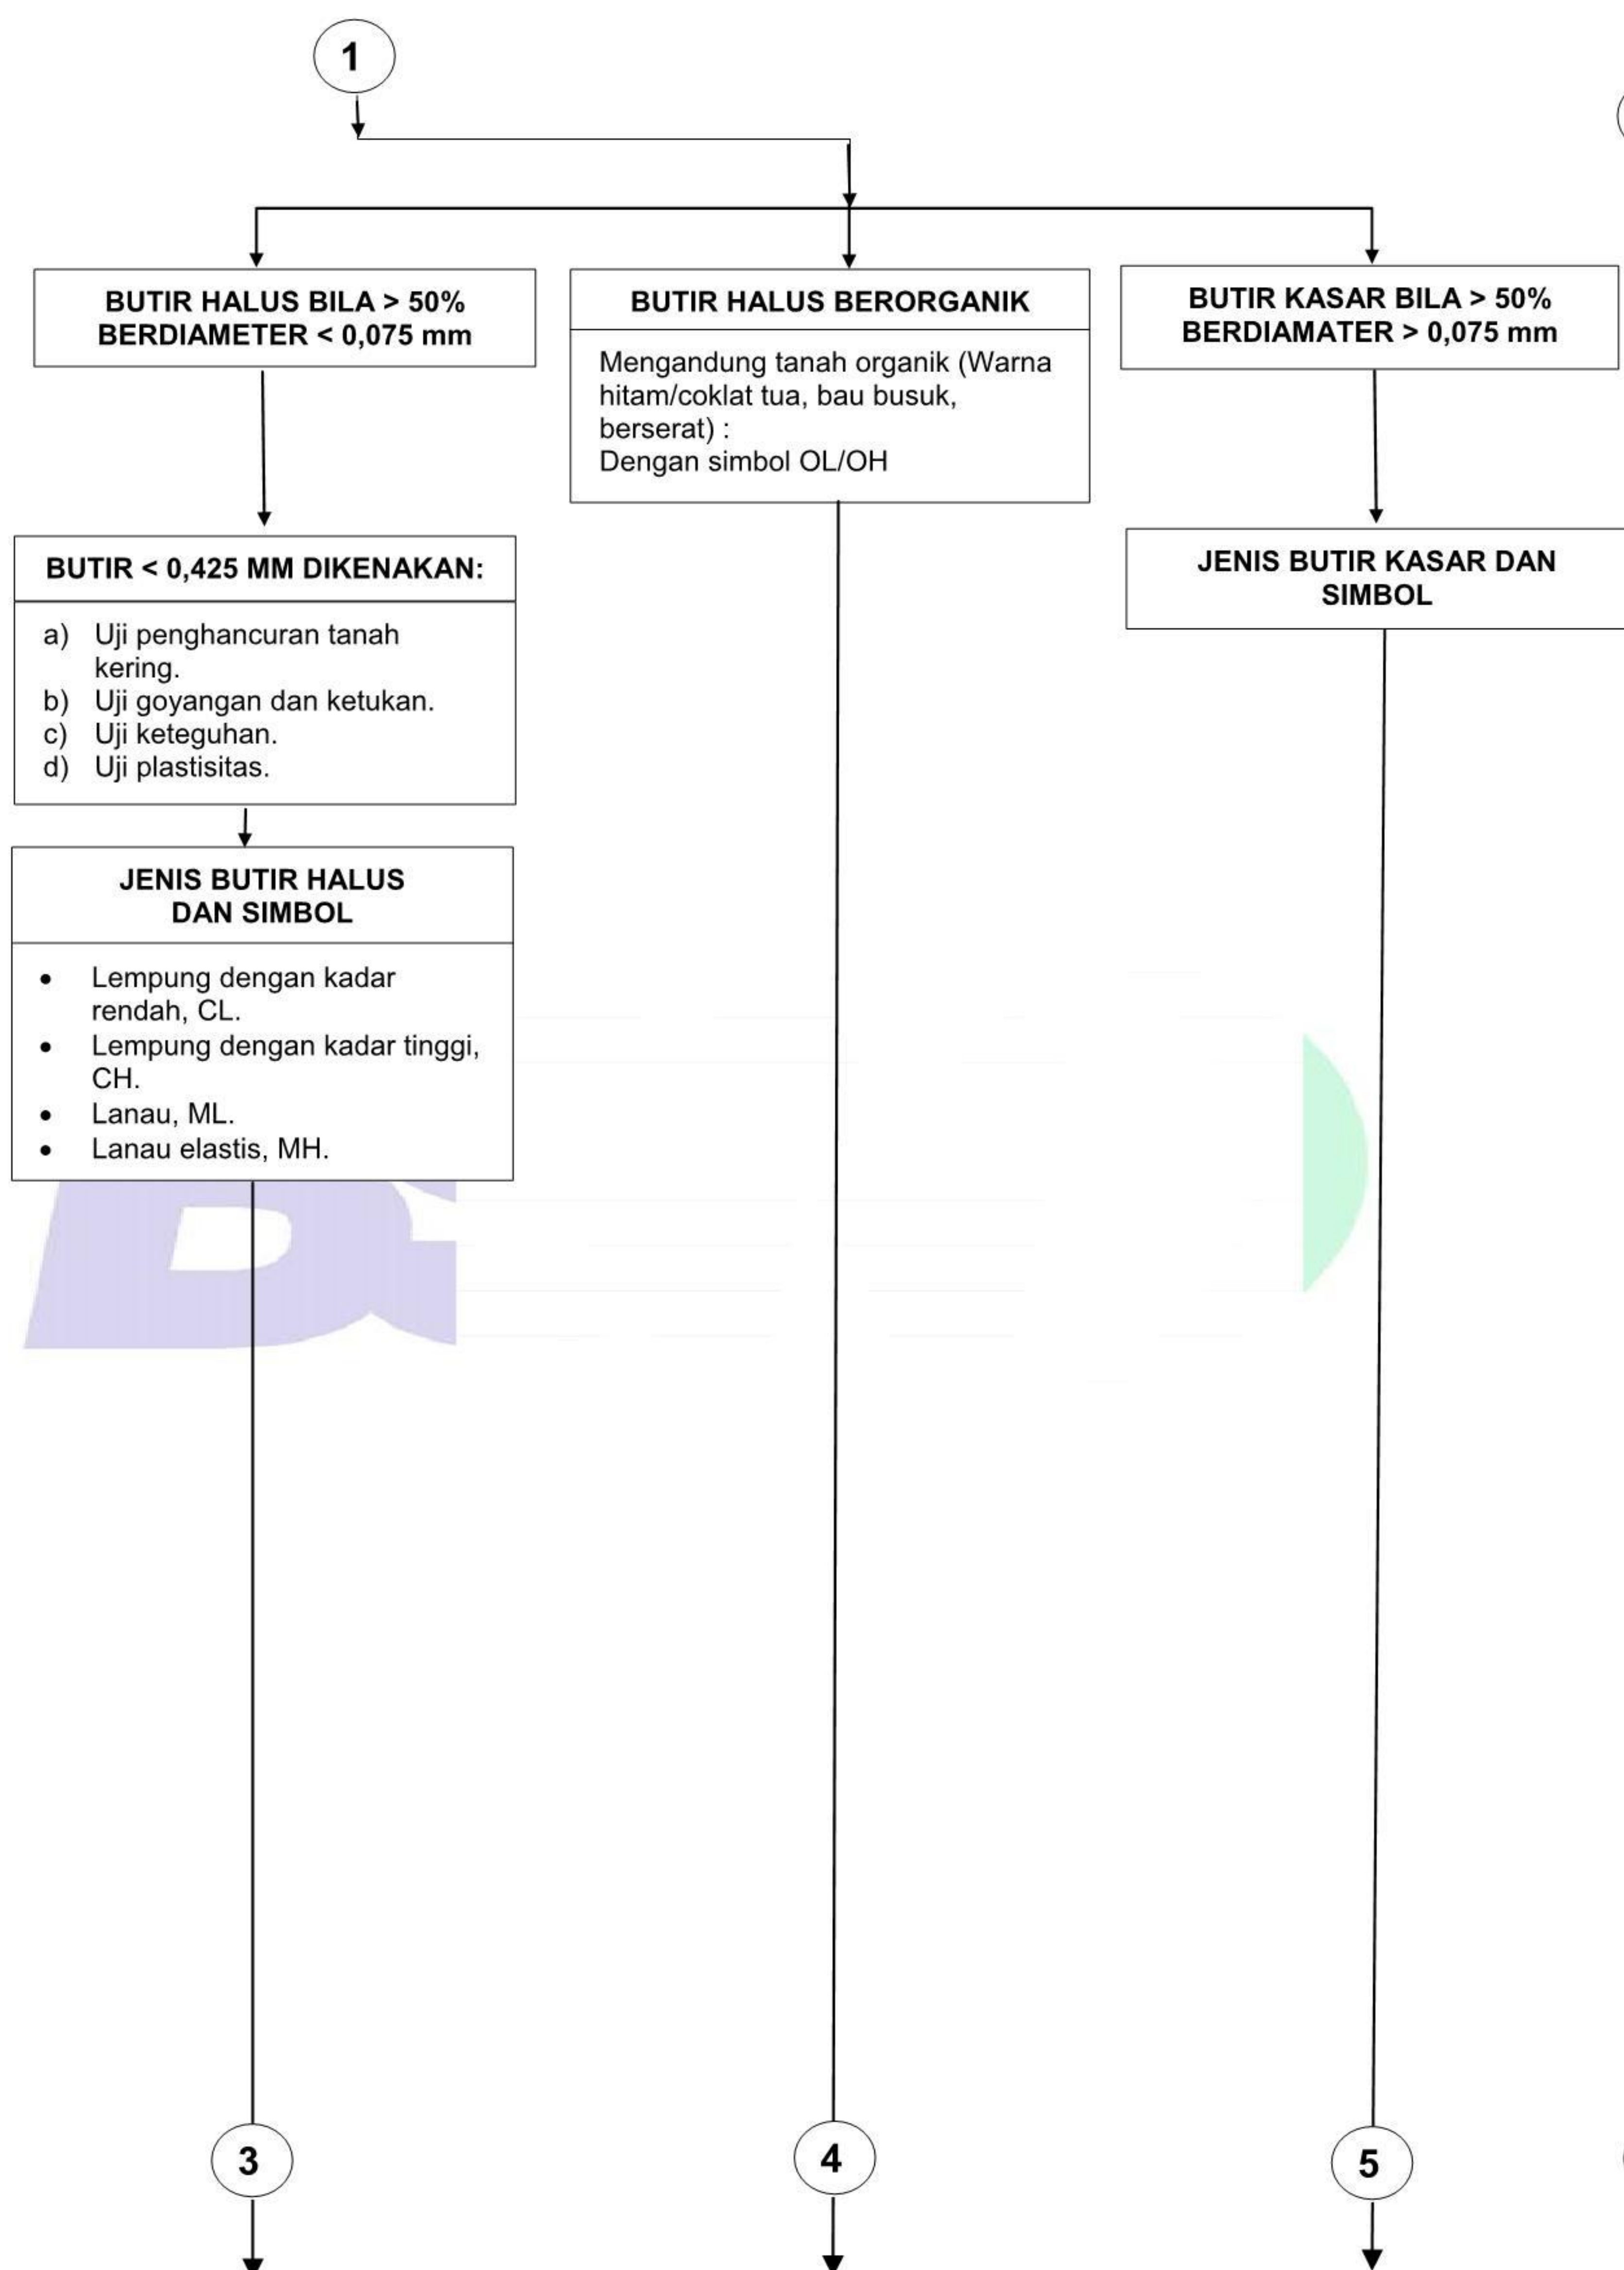 1
BUTIR HALUS BILA > 50%
BERDIAMETER < 0,075 mm
BUTIR HALUS BERORGANIK
Mengandung tanah organik (Warna
hitam/coklat tua, bau busuk,
berserat) :
Dengan simbol OL/OH
BUTIR KASAR BILA > 50%
BERDIAMATER > 0,075 mm
BUTIR < 0,425 MM DIKENAKAN:
a) Uji penghancuran tanah
kering.
b) Uji goyangan dan ketukan.
c) Uji keteguhan.
d) Uji plastisitas.
JENIS BUTIR KASAR DAN
SIMBOL
JENIS BUTIR HALUS
DAN SIMBOL
• Lempung dengan kadar
rendah, CL.
• Lempung dengan kadar tinggi,
CH.
• Lanau, ML.
• Lanau elastis, MH.
3
4
5